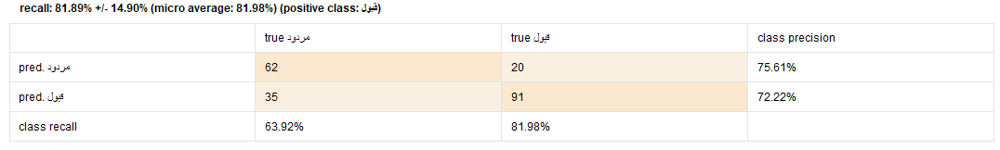 recall: 81.89% +/- 14.90% (micro average: 81.98%) (positive class: قبول)
true مردود true قبول class precision
pred. مردود 62 20 75.61%
pred. قبول 35 91 72.22%
class recall 63.92% 81.98%